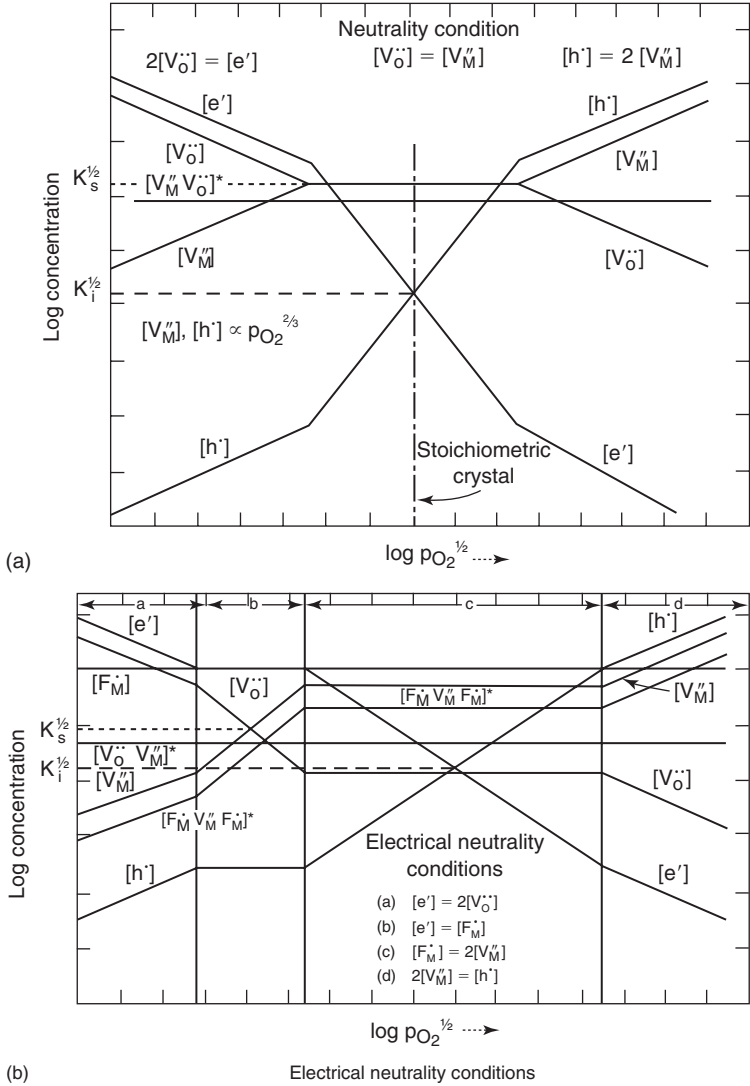 Neutrality condition
2[V_O^••] = [e′] [V_O^••] = [V_M″] [h^•] = 2 [V_M″]
[e′]
[h^•]
[V_O^••]
[V_M″]
K_s^½
[V_M″ V_O^••]*
[V_M″]
[V_O^••]
K_i^½
[V_M″], [h^•] ∝ p_O2^⅔
[h^•]
[e′]
Stoichiometric
crystal
Log concentration
log p_O2^½
(a)
a b c d
[e′]
[h^•]
[F_M^•]
[V_O^••]
[F_M^• V_M″ F_M^•]*
[V_M″]
K_s^½
[V_O^•• V_M″]*
K_i^½
[V_M″]
[V_O^••]
[F_M^• V_M″ F_M^•]*
[h^•]
[e′]
Electrical neutrality
conditions
(a) [e′] = 2[V_O^••]
(b) [e′] = [F_M^•]
(c) [F_M^•] = 2[V_M″]
(d) 2[V_M″] = [h^•]
Log concentration
log p_O2^½
(b)
Electrical neutrality conditions